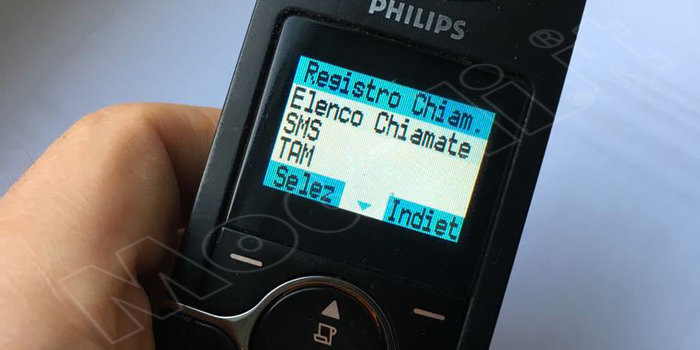 PHILIPS
Registro Chiam.
Elenco Chiamate
SMS
TAM
Selez Indiet